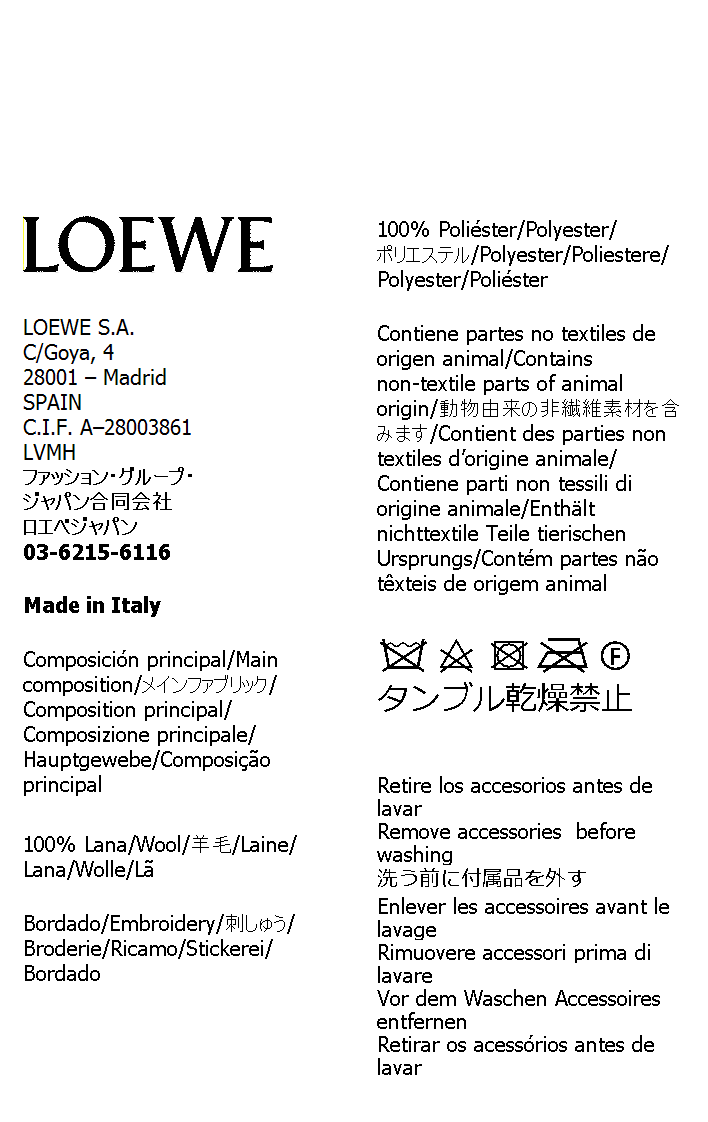 LOEWE
LOEWE S.A.
C/Goya, 4
28001 – Madrid
SPAIN
C.I.F. A–28003861
LVMH
ファッション・グループ・
ジャパン合同会社
ロエベジャパン
03-6215-6116
Made in Italy
Composición principal/Main
composition/メインファブリック/
Composition principal/
Composizione principale/
Hauptgewebe/Composição
principal
100% Lana/Wool/羊毛/Laine/
Lana/Wolle/Lã
Bordado/Embroidery/刺しゅう/
Broderie/Ricamo/Stickerei/
Bordado
100% Poliéster/Polyester/
ポリエステル/Polyester/Poliestere/
Polyester/Poliéster
Contiene partes no textiles de
origen animal/Contains
non-textile parts of animal
origin/動物由来の非繊維素材を含
みます/Contient des parties non
textiles d’origine animale/
Contiene parti non tessili di
origine animale/Enthält
nichttextile Teile tierischen
Ursprungs/Contém partes não
têxteis de origem animal
F
タンブル乾燥禁止
Retire los accesorios antes de
lavar
Remove accessories  before
washing
洗う前に付属品を外す
Enlever les accessoires avant le
lavage
Rimuovere accessori prima di
lavare
Vor dem Waschen Accessoires
entfernen
Retirar os acessórios antes de
lavar